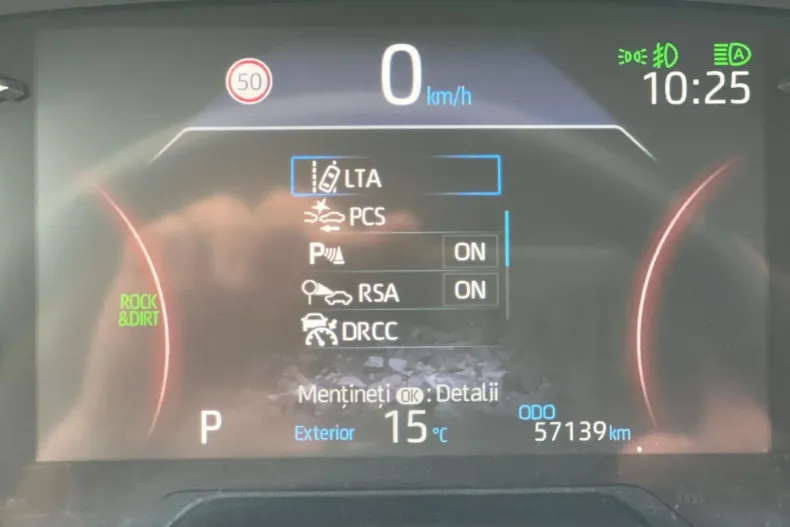 50
0 km/h
A
10:25
LTA
PCS
P ON
RSA ON
DRCC
ROCK
&DIRT
Mențineți OK : Detalii
P
Exterior 15 °C
ODO
57139 km